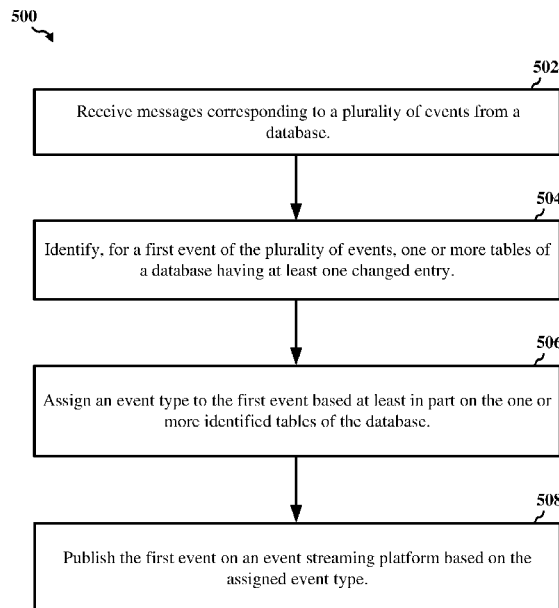 500
502
Receive messages corresponding to a plurality of events from a
database.
504
Identify, for a first event of the plurality of events, one or more tables of
a database having at least one changed entry.
506
Assign an event type to the first event based at least in part on the one or
more identified tables of the database.
508
Publish the first event on an event streaming platform based on the
assigned event type.